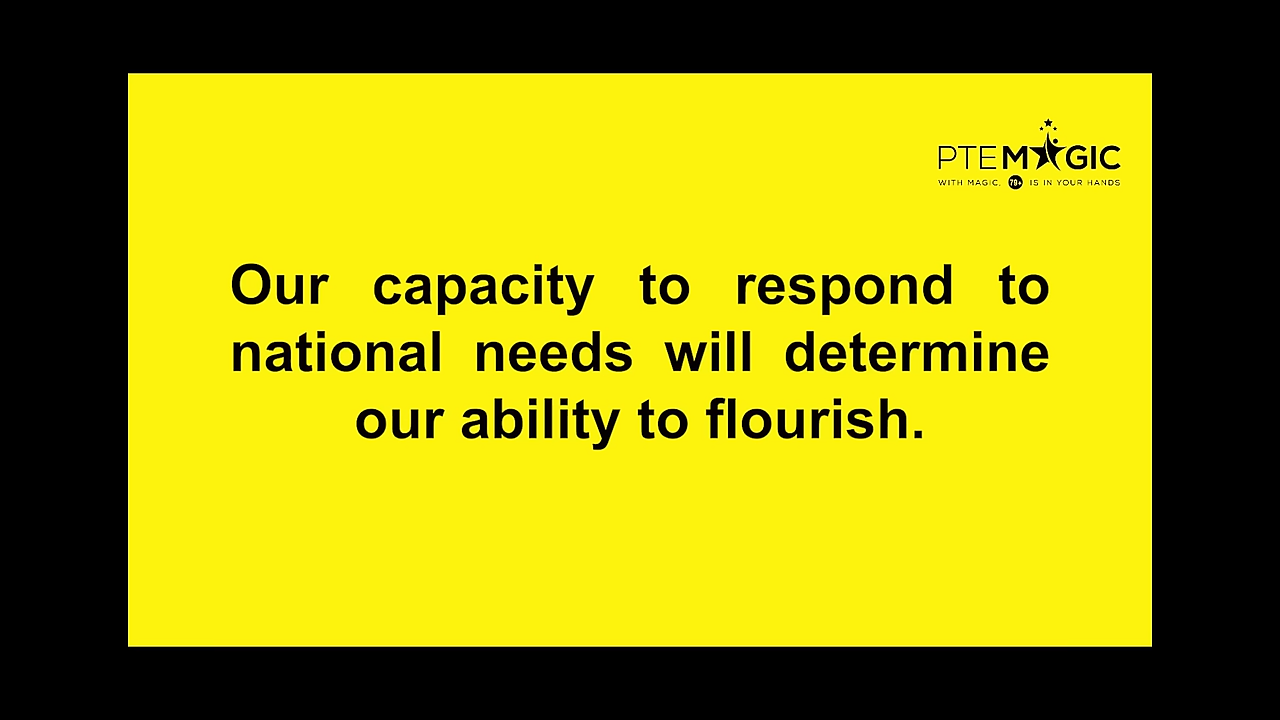 PTEMAGIC
WITH MAGIC, 79+ IS IN YOUR HANDS
Our capacity to respond to
national needs will determine
our ability to flourish.